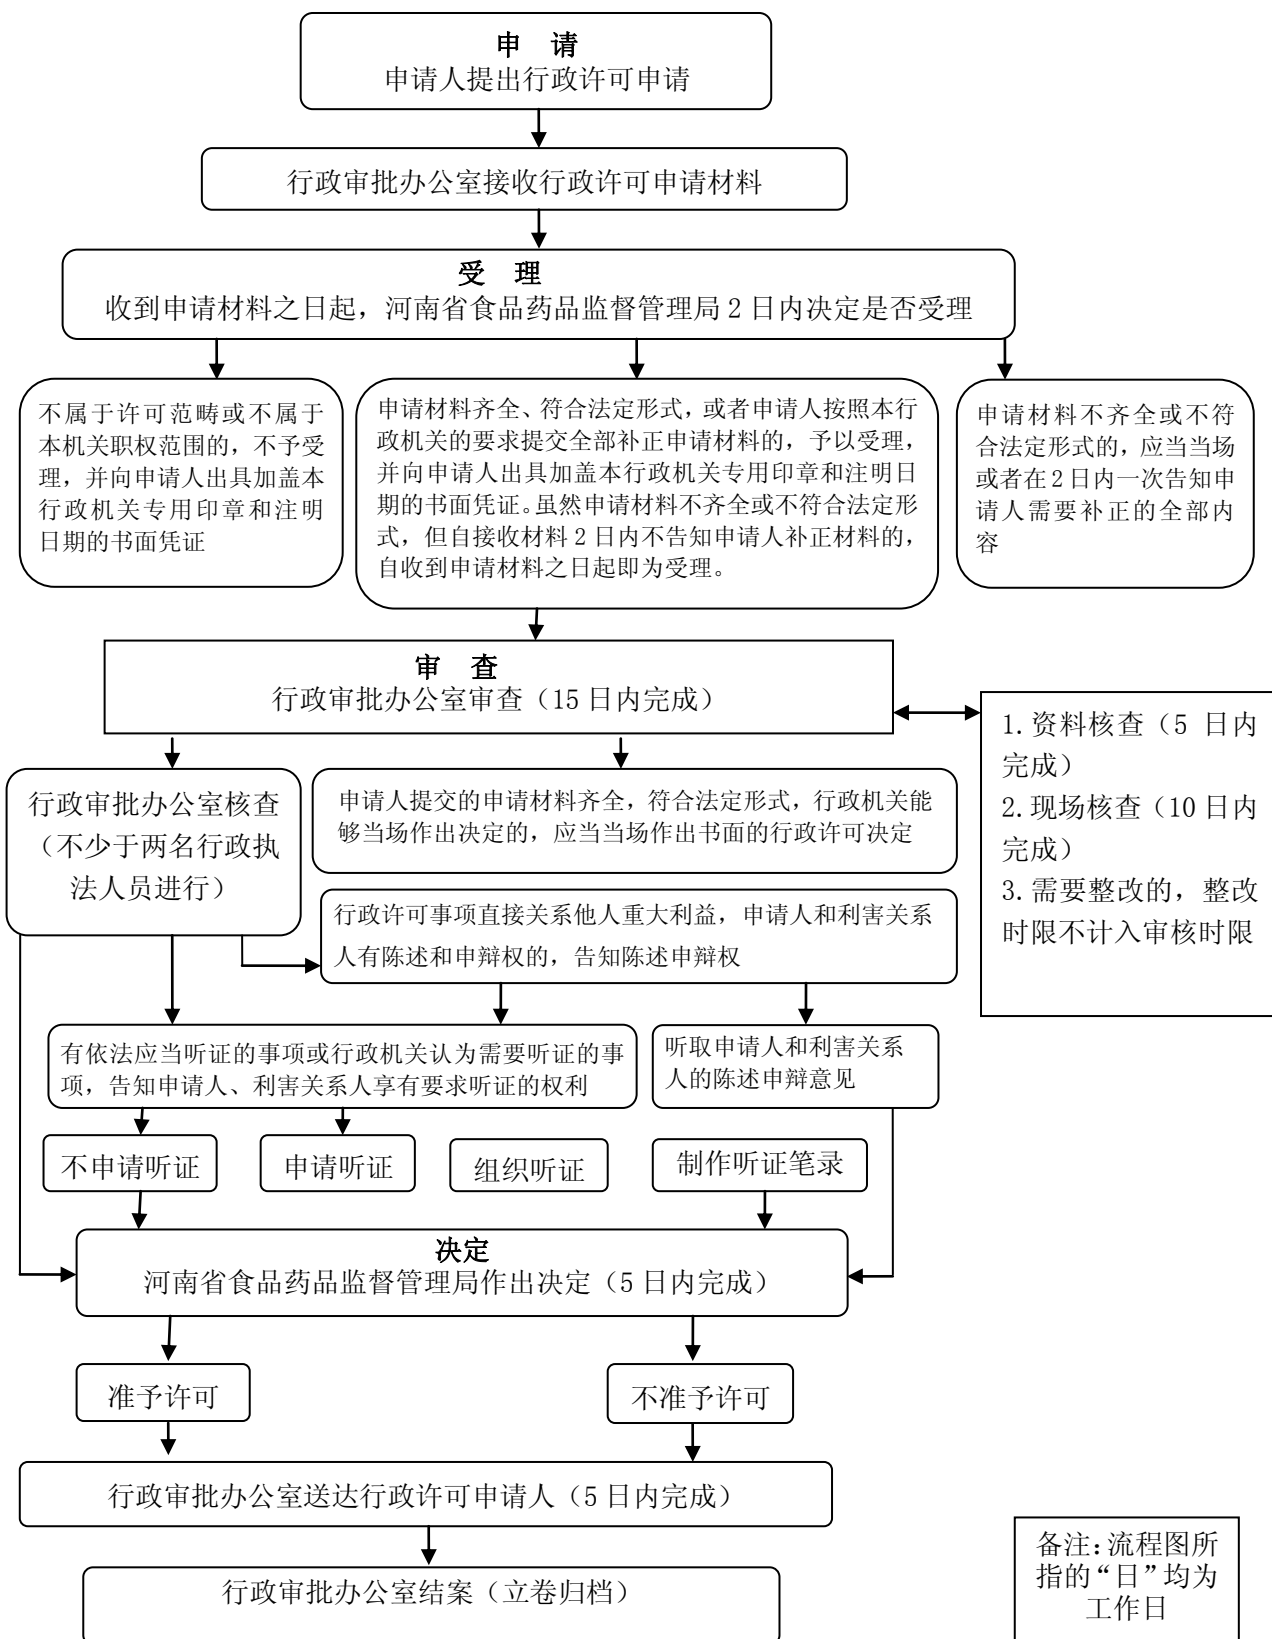 申 请
申请人提出行政许可申请
行政审批办公室接收行政许可申请材料
受 理
收到申请材料之日起，河南省食品药品监督管理局 2 日内决定是否受理
不属于许可范畴或不属于
本机关职权范围的，不予受
理，并向申请人出具加盖本
行政机关专用印章和注明
日期的书面凭证
申请材料齐全、符合法定形式，或者申请人按照本行
政机关的要求提交全部补正申请材料的，予以受理，
并向申请人出具加盖本行政机关专用印章和注明日
期的书面凭证。虽然申请材料不齐全或不符合法定形
式，但自接收材料 2 日内不告知申请人补正材料的，
自收到申请材料之日起即为受理。
申请材料不齐全或不符
合法定形式的，应当当场
或者在 2 日内一次告知申
请人需要补正的全部内
容
审 查
行政审批办公室审查（15 日内完成）
1.资料核查（5 日内
完成）
2.现场核查（10 日内
完成）
3.需要整改的，整改
时限不计入审核时限
行政审批办公室核查
（不少于两名行政执
法人员进行）
申请人提交的申请材料齐全，符合法定形式，行政机关能
够当场作出决定的，应当当场作出书面的行政许可决定
行政许可事项直接关系他人重大利益，申请人和利害关系
人有陈述和申辩权的，告知陈述申辩权
有依法应当听证的事项或行政机关认为需要听证的事
项，告知申请人、利害关系人享有要求听证的权利
听取申请人和利害关系
人的陈述申辩意见
不申请听证
申请听证
组织听证
制作听证笔录
决定
河南省食品药品监督管理局作出决定（5 日内完成）
准予许可
不准予许可
行政审批办公室送达行政许可申请人（5 日内完成）
行政审批办公室结案（立卷归档）
备注：流程图所
指的“日”均为
工作日